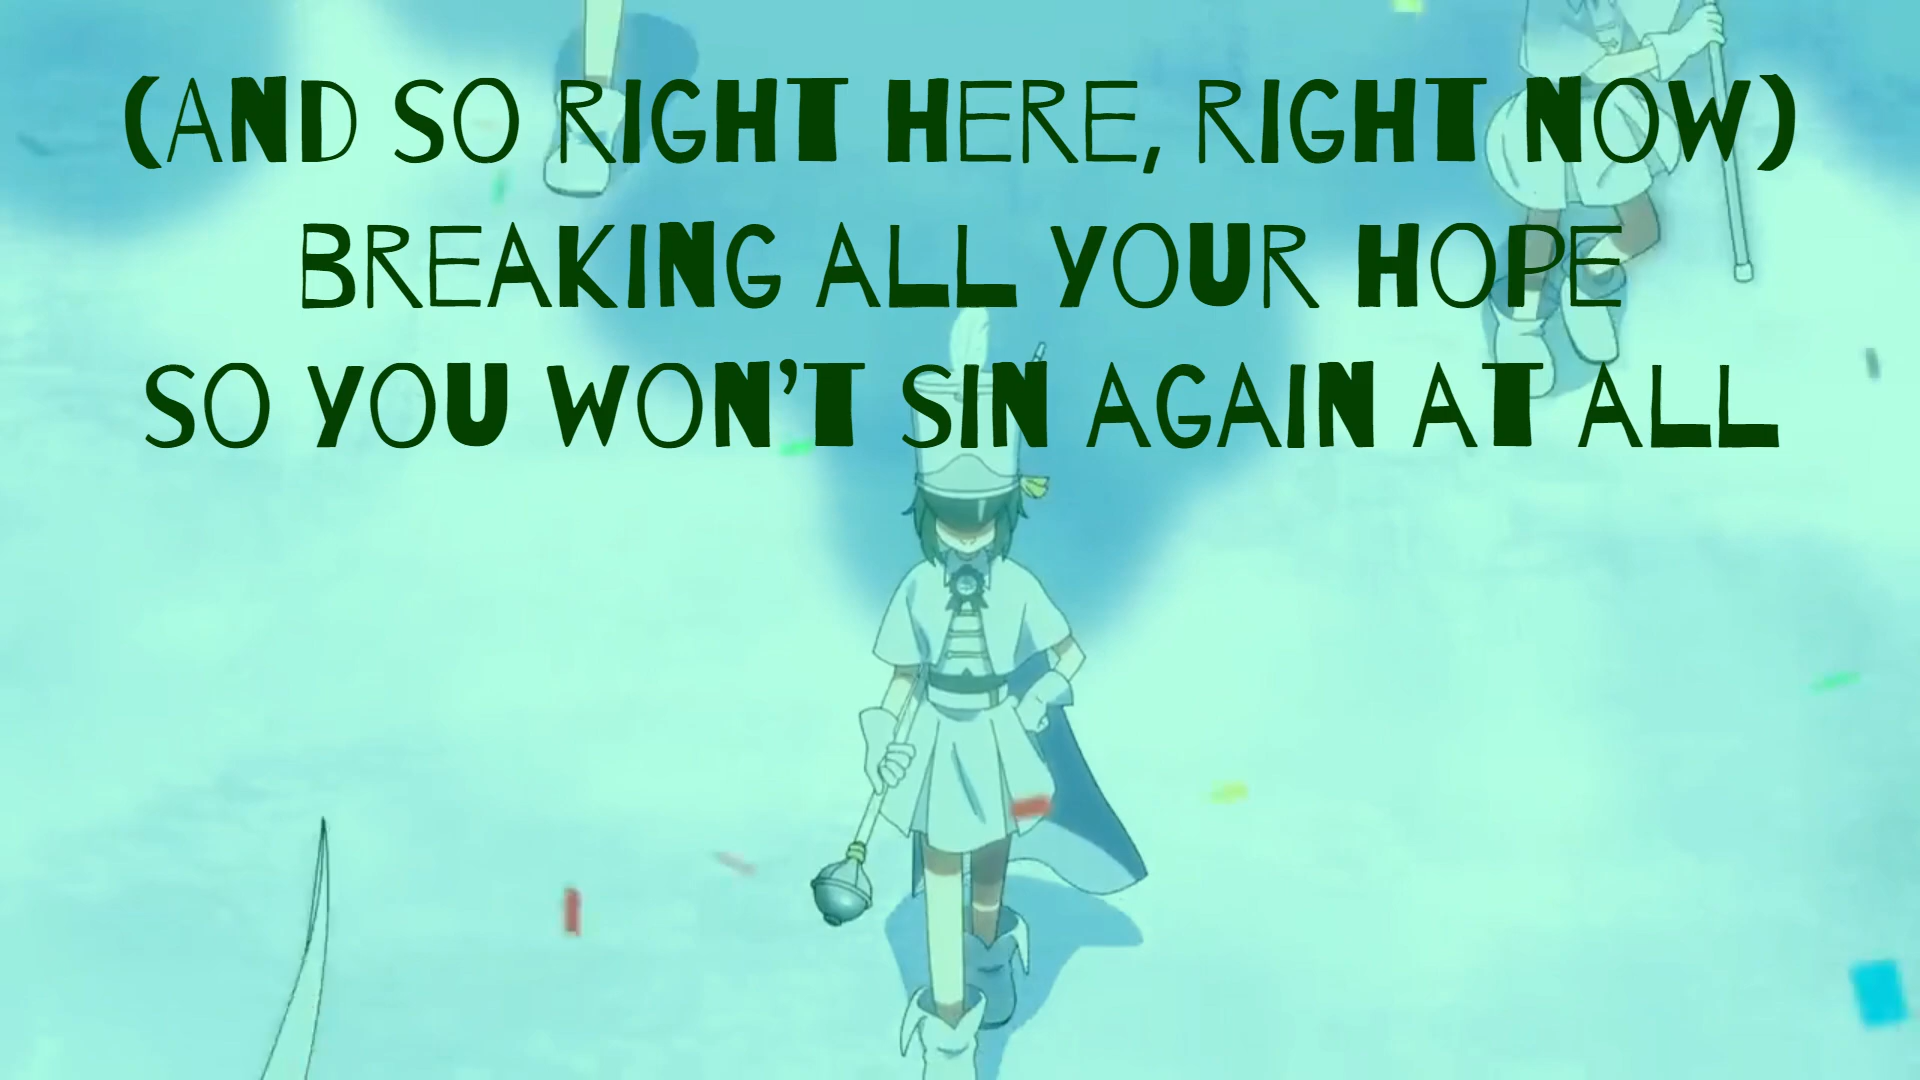 (AND SO RIGHT HERE, RIGHT NOW)
BREAKING ALL YOUR HOPE
SO YOU WON'T SIN AGAIN AT ALL